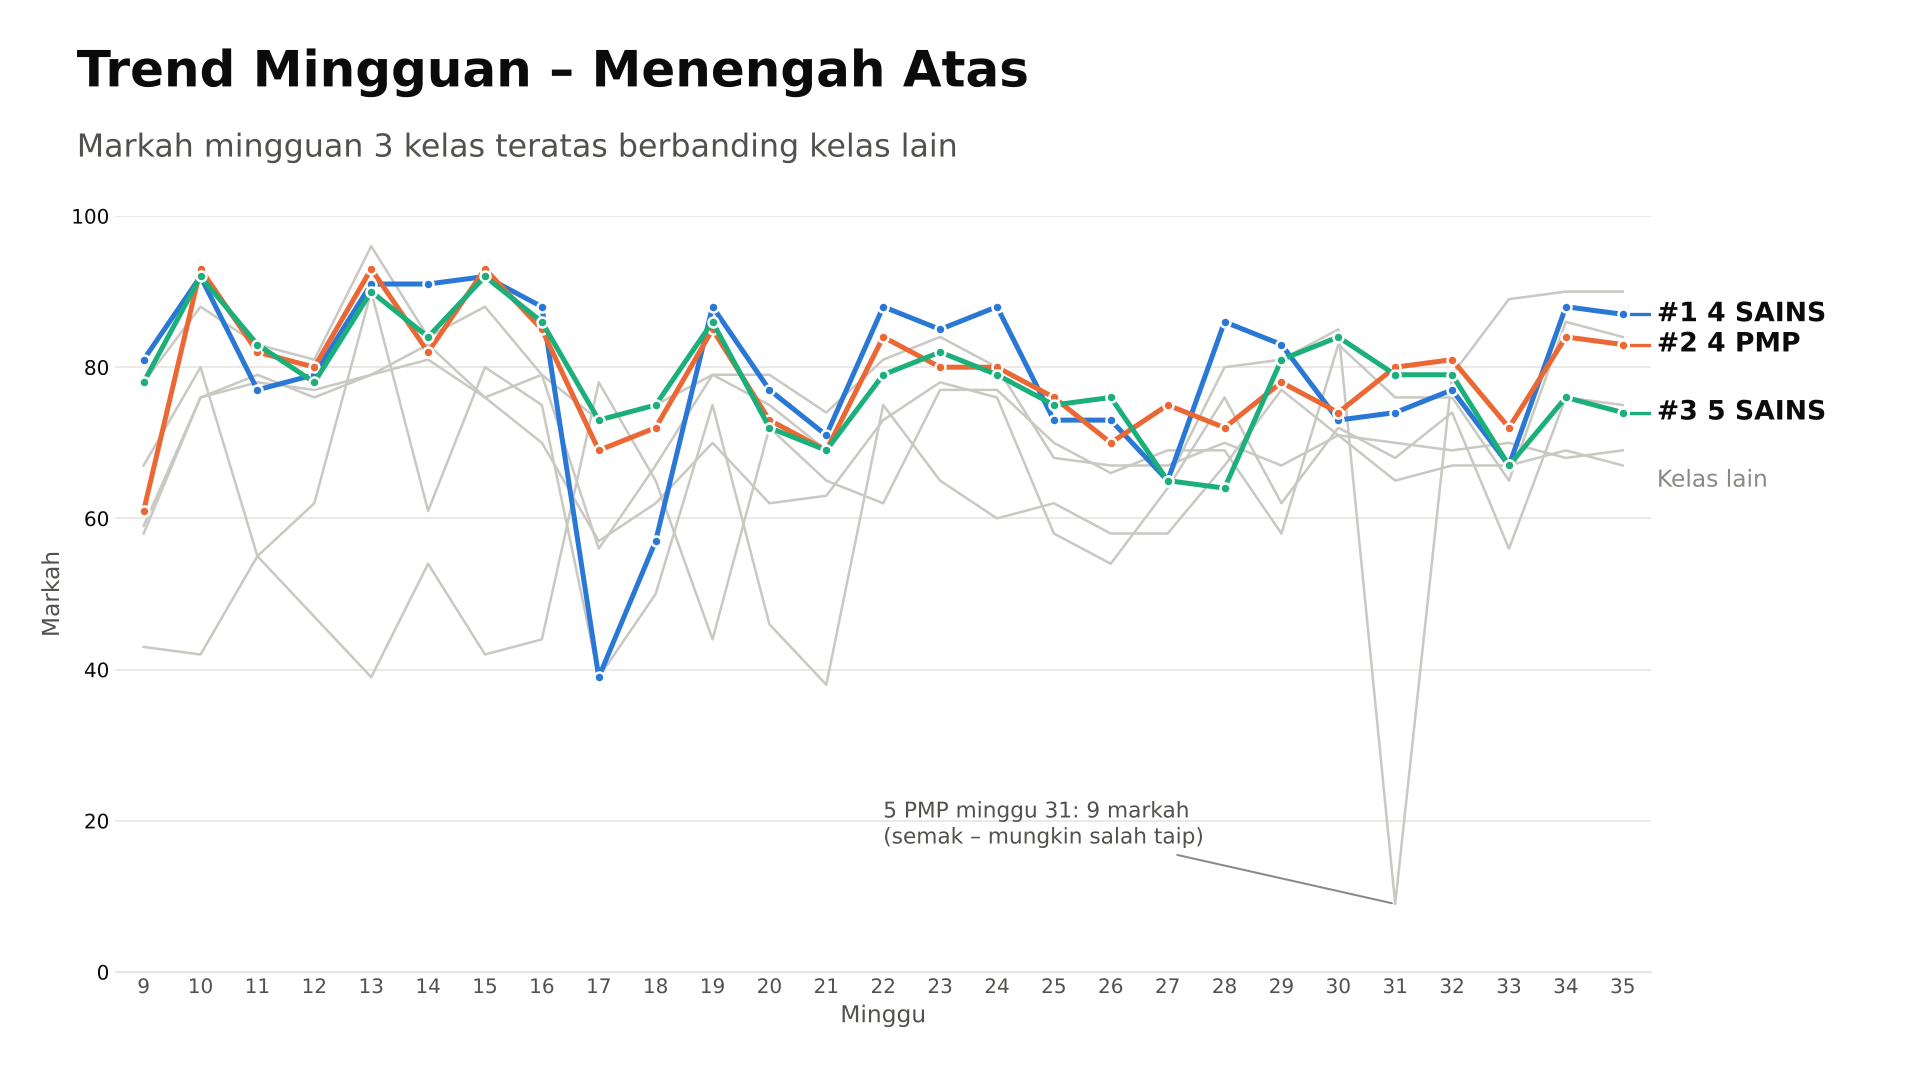 Trend Mingguan – Menengah Atas
Markah mingguan 3 kelas teratas berbanding kelas lain
100
80
60
40
20
0
Markah
#1 4 SAINS
#2 4 PMP
#3 5 SAINS
Kelas lain
5 PMP minggu 31: 9 markah
(semak – mungkin salah taip)
9 10 11 12 13 14 15 16 17 18 19 20 21 22 23 24 25 26 27 28 29 30 31 32 33 34 35
Minggu